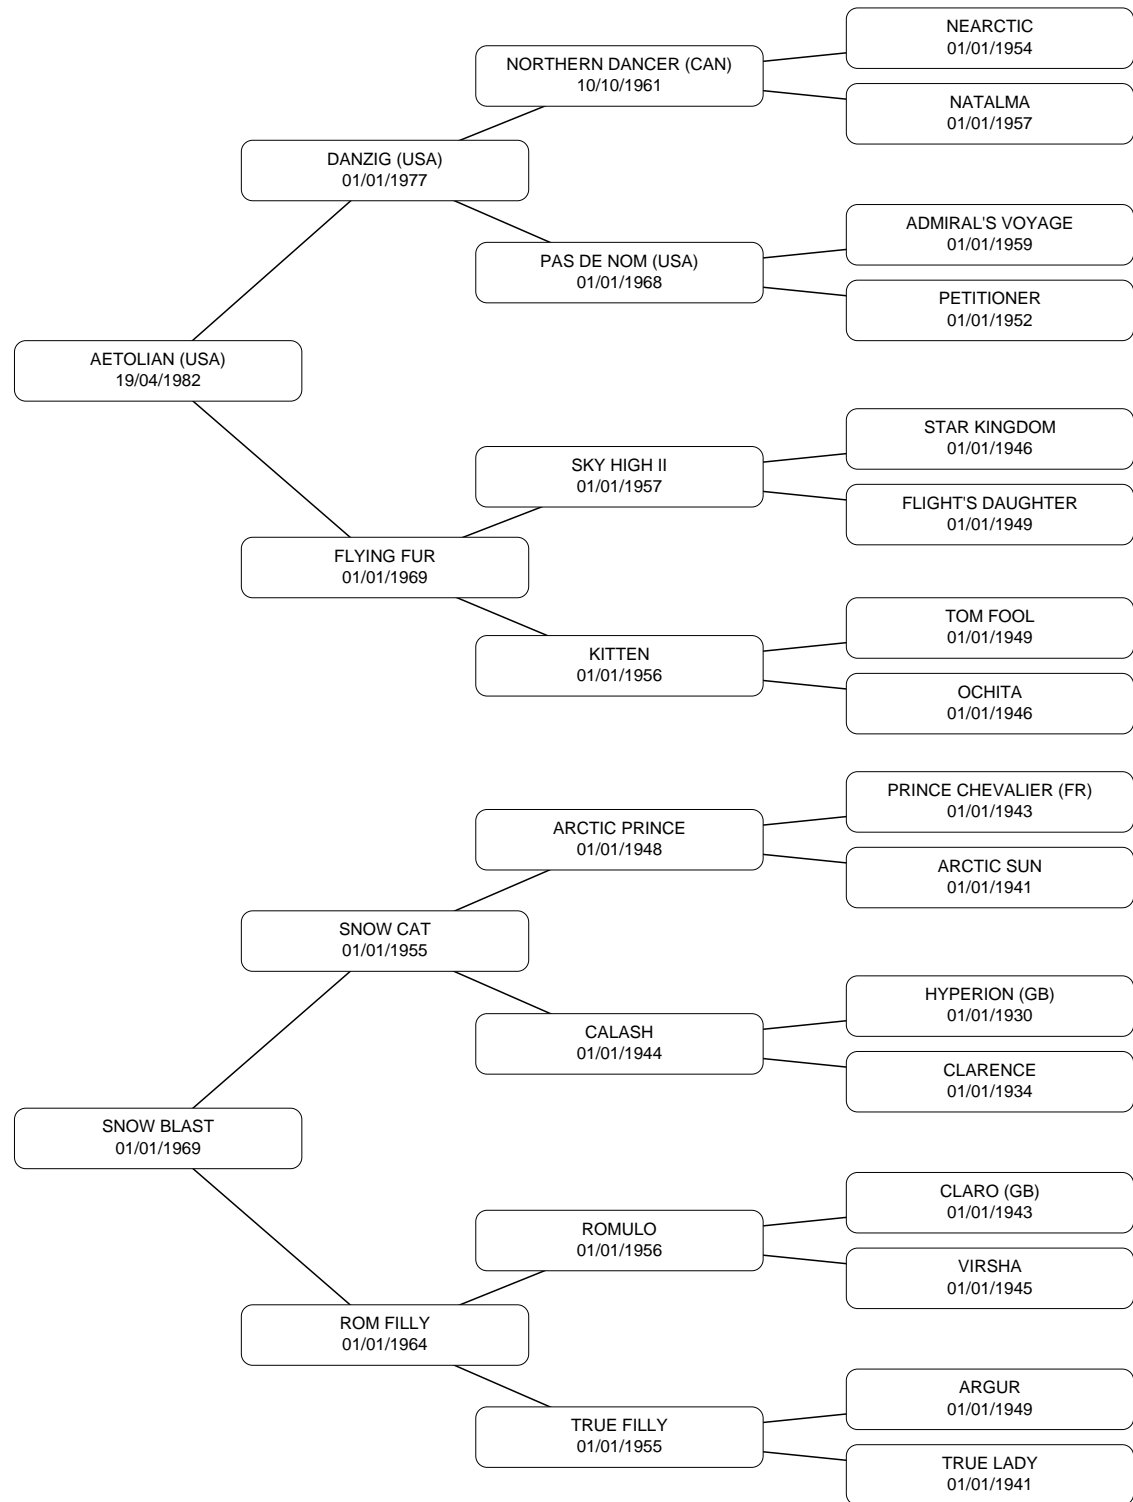 NEARCTIC
01/01/1954
NORTHERN DANCER (CAN)
10/10/1961
NATALMA
01/01/1957
DANZIG (USA)
01/01/1977
ADMIRAL'S VOYAGE
01/01/1959
PAS DE NOM (USA)
01/01/1968
PETITIONER
01/01/1952
AETOLIAN (USA)
19/04/1982
STAR KINGDOM
01/01/1946
SKY HIGH II
01/01/1957
FLIGHT'S DAUGHTER
01/01/1949
FLYING FUR
01/01/1969
TOM FOOL
01/01/1949
KITTEN
01/01/1956
OCHITA
01/01/1946
PRINCE CHEVALIER (FR)
01/01/1943
ARCTIC PRINCE
01/01/1948
ARCTIC SUN
01/01/1941
SNOW CAT
01/01/1955
HYPERION (GB)
01/01/1930
CALASH
01/01/1944
CLARENCE
01/01/1934
SNOW BLAST
01/01/1969
CLARO (GB)
01/01/1943
ROMULO
01/01/1956
VIRSHA
01/01/1945
ROM FILLY
01/01/1964
ARGUR
01/01/1949
TRUE FILLY
01/01/1955
TRUE LADY
01/01/1941